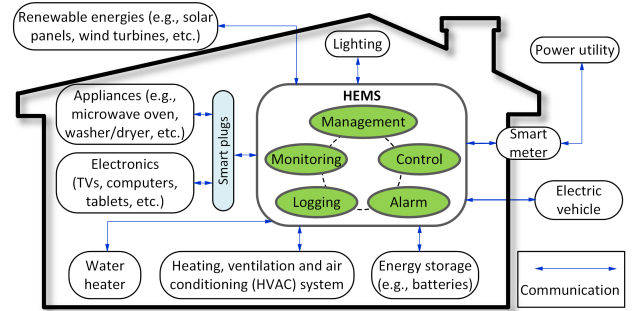 Renewable energies (e.g., solar
panels, wind turbines, etc.)
Lighting
Power utility
Appliances (e.g.,
microwave oven,
washer/dryer, etc.)
Smart plugs
HEMS
Management
Monitoring
Control
Logging
Alarm
Smart
meter
Electronics
(TVs, computers,
tablets, etc.)
Electric
vehicle
Water
heater
Heating, ventilation and air
conditioning (HVAC) system
Energy storage
(e.g., batteries)
Communication